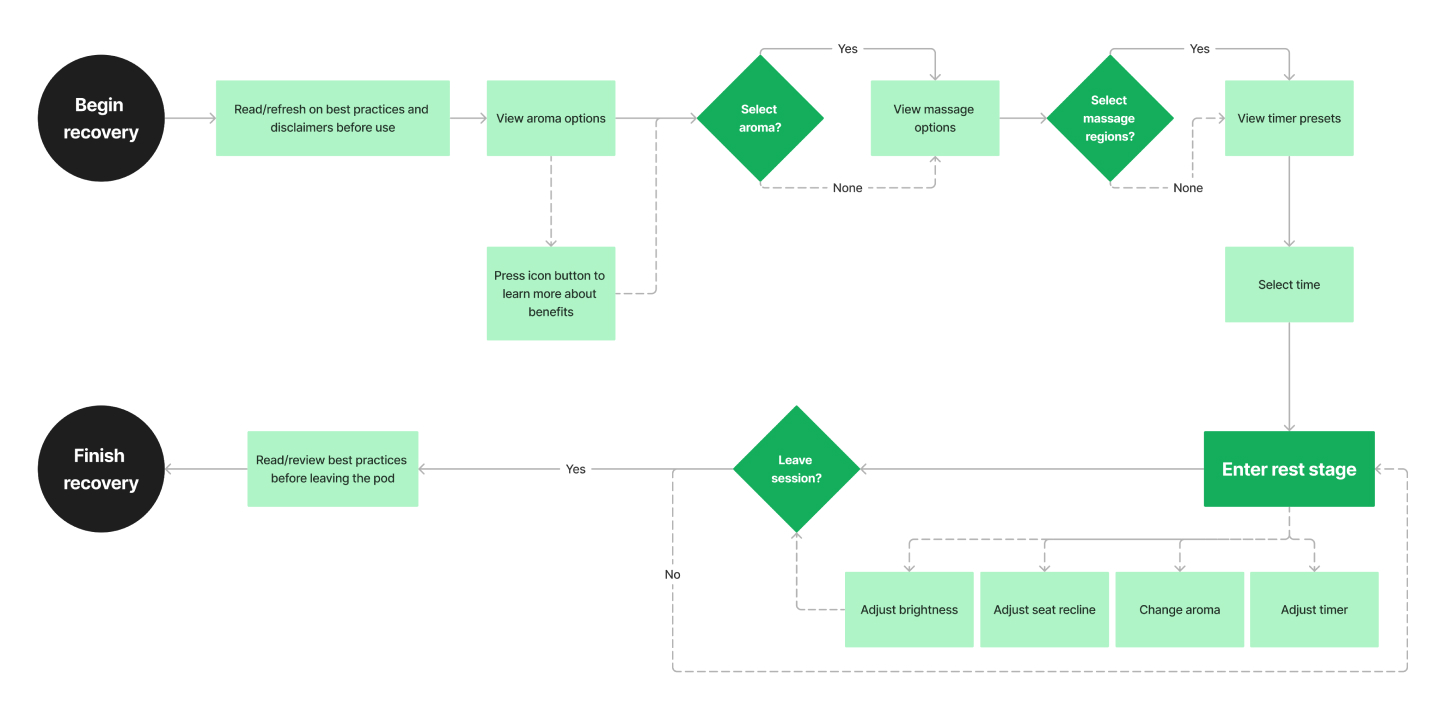 Begin
recovery
Read/refresh on best practices and
disclaimers before use
View aroma options
Press icon button to
learn more about
benefits
Select
aroma?
Yes
None
View massage
options
Select
massage
regions?
Yes
None
View timer presets
Select time
Enter rest stage
Adjust brightness
Adjust seat recline
Change aroma
Adjust timer
Leave
session?
No
Yes
Read/review best practices
before leaving the pod
Finish
recovery